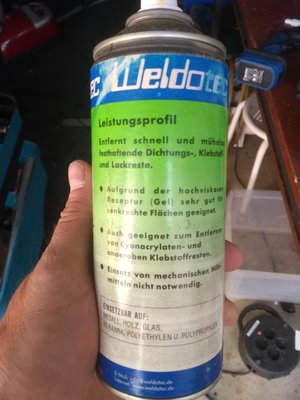 EC Weldotec
Leistungsprofil
Entfernt schnell und mühelos
festhaftende Dichtungs-, Klebstoff-
und Lackreste.
• Aufgrund der hochviskosen
Rezeptur (Gel) sehr gut für
senkrechte Flächen geeignet.
• Auch geeignet zum Entfernen
von Cyanacrylaten- und
anaeroben Klebstoffresten.
• Einsatz von mechanischen Hilfs-
mitteln nicht notwendig.
EINSETZBAR AUF:
METALL, HOLZ, GLAS,
KERAMIK, POLYETHYLEN U. POLYPROPYLEN
E-Mail: info@weldotec.de
Internet: www.weldotec.de